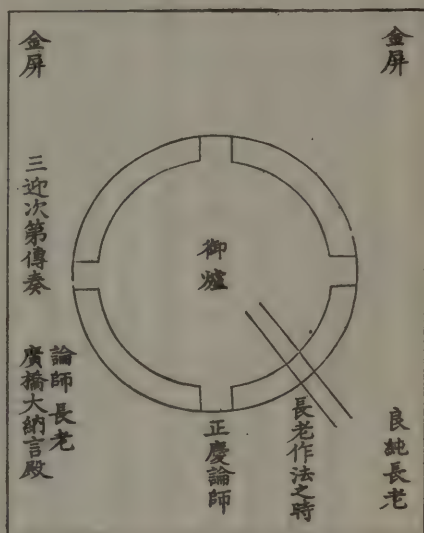 金屏
良純長老
長老作法之時
御爐
正慶論師
論師長老
廣橋大納言殿
金屏
三迎次第傳奏